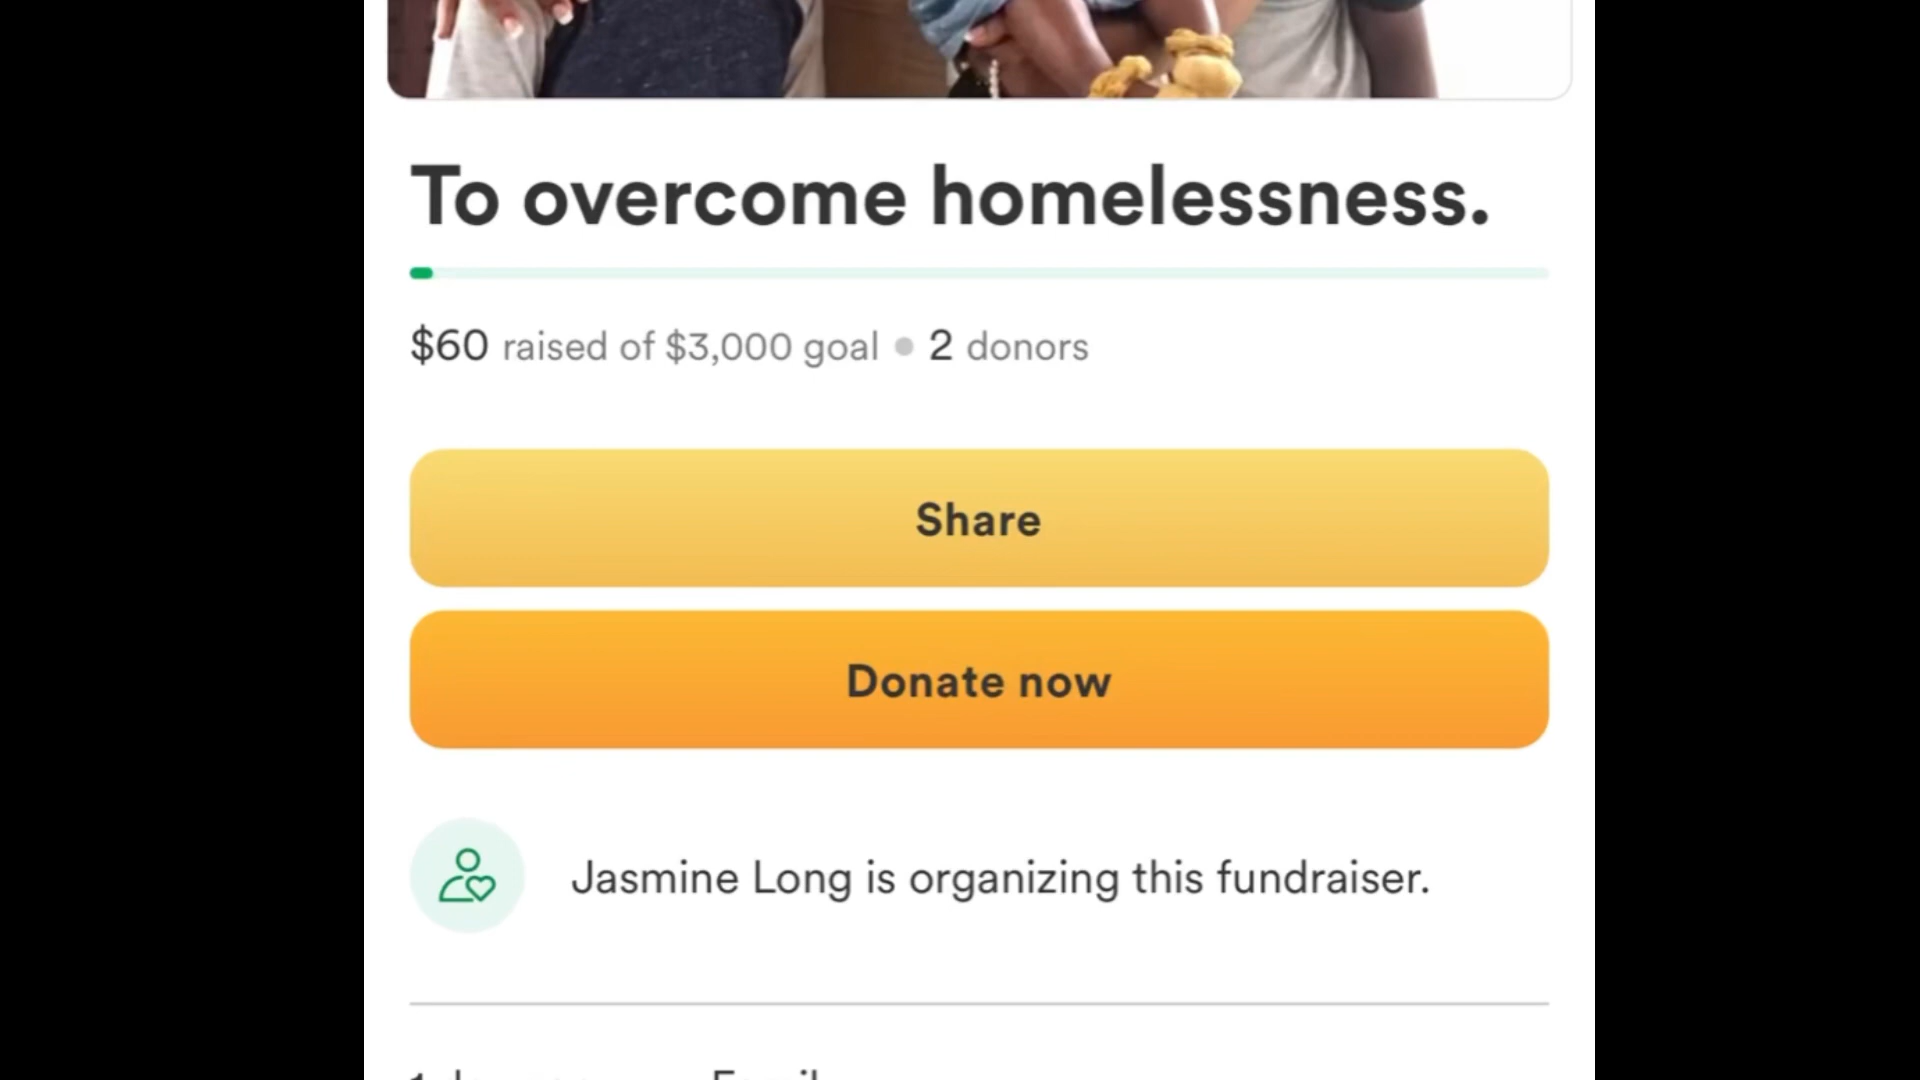 To overcome homelessness.
$60 raised of $3,000 goal • 2 donors
Share
Donate now
Jasmine Long is organizing this fundraiser.